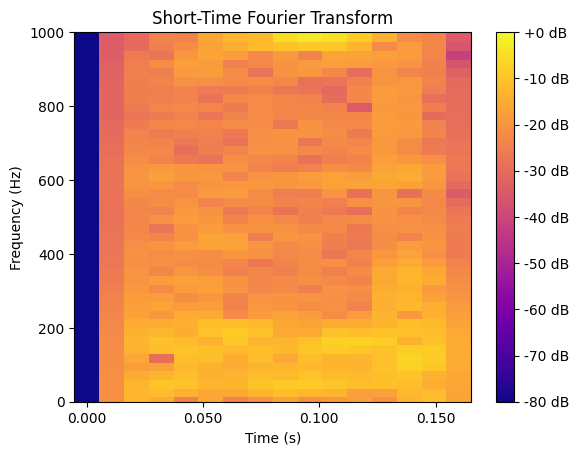 Short-Time Fourier Transform
1000
800
600
400
200
0
Frequency (Hz)
0.000
0.050
0.100
0.150
Time (s)
+0 dB
-10 dB
-20 dB
-30 dB
-40 dB
-50 dB
-60 dB
-70 dB
-80 dB